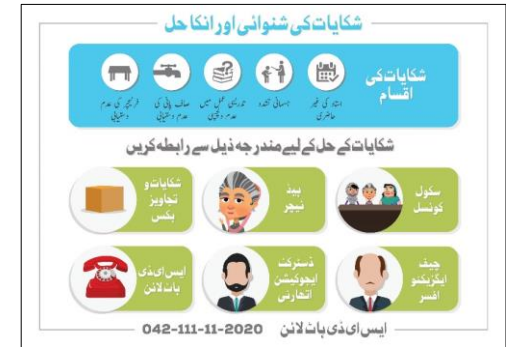 شکایات کی شنوائی اور انکا حل
شکایات کی
اقسام
استاد کی غیر
حاضری
جسمانی تشدد
تدریسی عمل میں
عدم دلچسپی
صاف پانی کی
عدم دستیابی
فرنیچر کی عدم
دستیابی
شکایات کے حل کے لیے مندرجہ ذیل سے رابطہ کریں
سکول
کونسل
ہیڈ
ٹیچر
شکایات و
تجاویز
بکس
چیف
ایگزیکٹو
افسر
ڈسٹرکٹ
ایجوکیشن
اتھارٹی
ایس ای ڈی
ہاٹ لائن
ایس ای ڈی ہاٹ لائن 042-111-11-2020